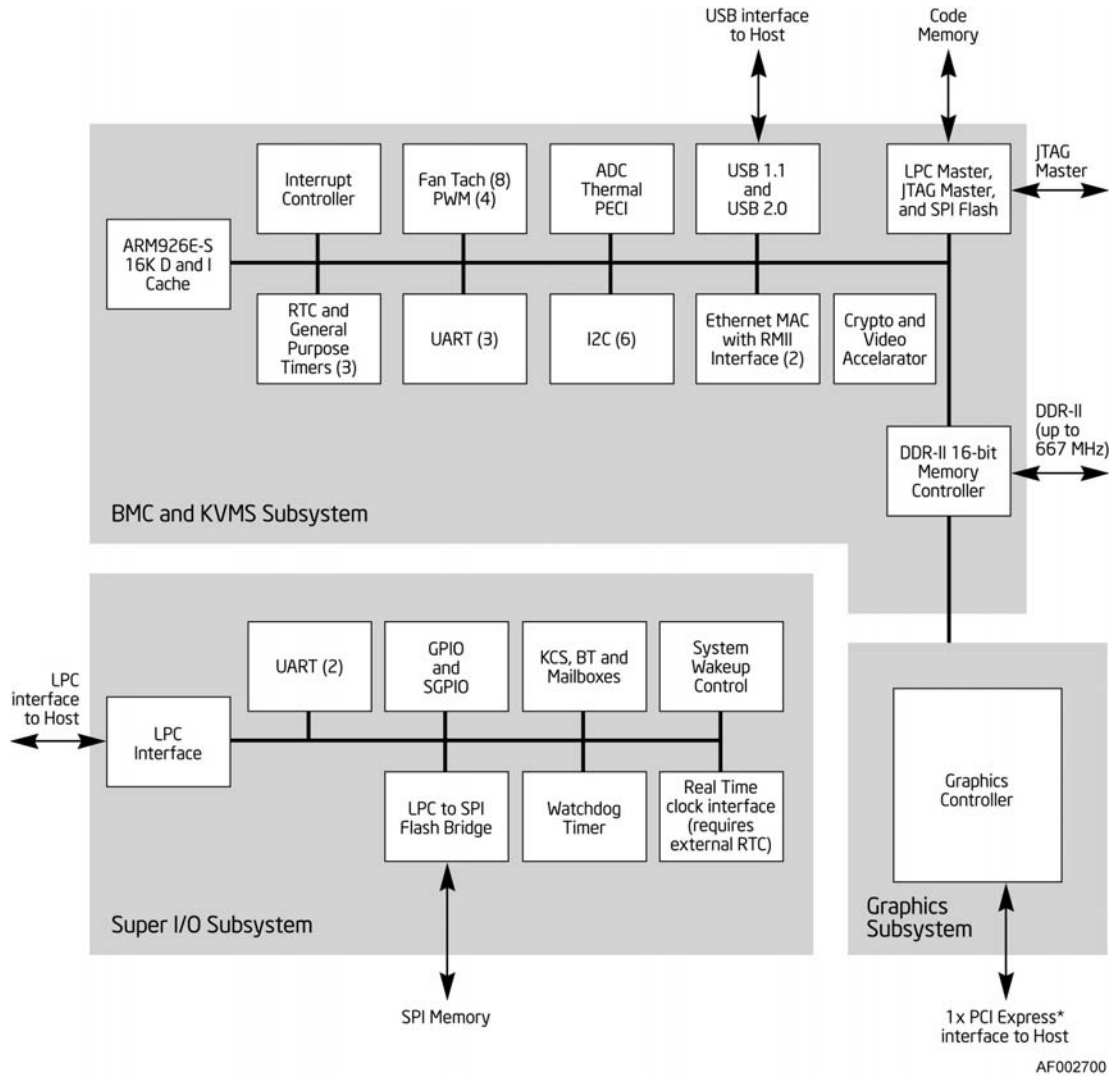 USB interface
to Host
Code
Memory
JTAG
Master
Interrupt
Controller
Fan Tach (8)
PWM (4)
ADC
Thermal
PECI
USB 1.1
and
USB 2.0
LPC Master,
JTAG Master,
and SPI Flash
ARM926E-S
16K D and I
Cache
RTC and
General
Purpose
Timers (3)
UART (3)
I2C (6)
Ethernet MAC
with RMII
Interface (2)
Crypto and
Video
Accelarator
DDR-II
(up to
667 MHz)
DDR-II 16-bit
Memory
Controller
BMC and KVMS Subsystem
LPC
interface
to Host
LPC
Interface
UART (2)
GPIO
and
SGPIO
KCS, BT and
Mailboxes
System
Wakeup
Control
LPC to SPI
Flash Bridge
Watchdog
Timer
Real Time
clock interface
(requires
external RTC)
Super I/O Subsystem
SPI Memory
Graphics
Controller
Graphics
Subsystem
1x PCI Express*
interface to Host
AF002700